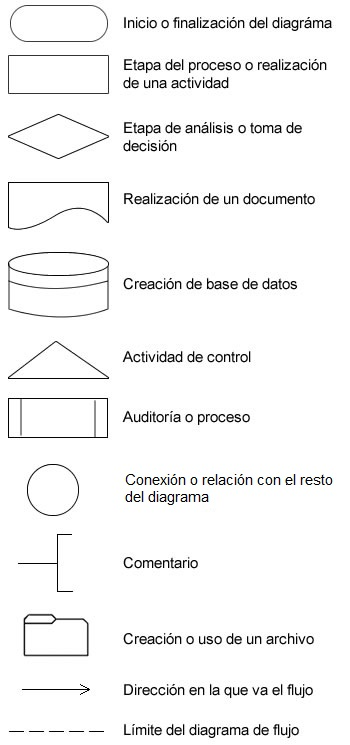 Inicio o finalización del diagráma
Etapa del proceso o realización
de una actividad
Etapa de análisis o toma de
decisión
Realización de un documento
Creación de base de datos
Actividad de control
Auditoría o proceso
Conexión o relación con el resto
del diagrama
Comentario
Creación o uso de un archivo
Dirección en la que va el flujo
Límite del diagrama de flujo